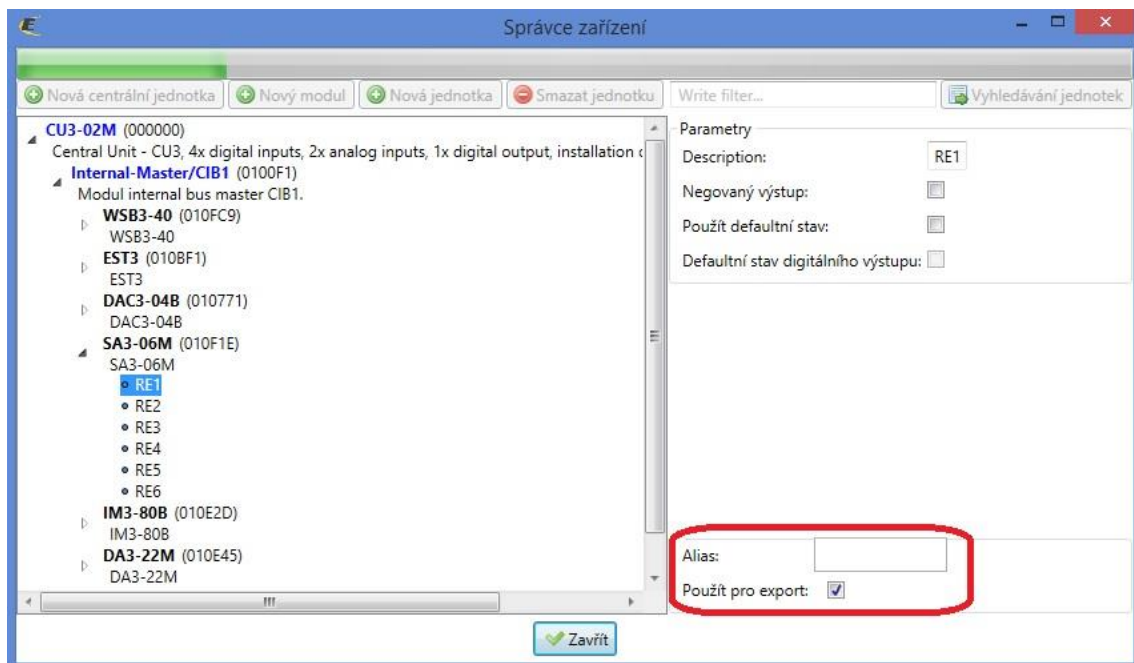 Správce zařízení
Nová centrální jednotka Nový modul Nová jednotka Smazat jednotku Write filter... Vyhledávání jednotek
CU3-02M (000000)
Central Unit - CU3, 4x digital inputs, 2x analog inputs, 1x digital output, installation
Internal-Master/CIB1 (0100F1)
Modul internal bus master CIB1.
WSB3-40 (010FC9)
WSB3-40
EST3 (010BF1)
EST3
DAC3-04B (010771)
DAC3-04B
SA3-06M (010F1E)
SA3-06M
RE1
RE2
RE3
RE4
RE5
RE6
IM3-80B (010E2D)
IM3-80B
DA3-22M (010E45)
DA3-22M
Parametry
Description: RE1
Negovaný výstup:
Použít defaultní stav:
Defaultní stav digitálního výstupu:
Alias:
Použít pro export:
Zavřít